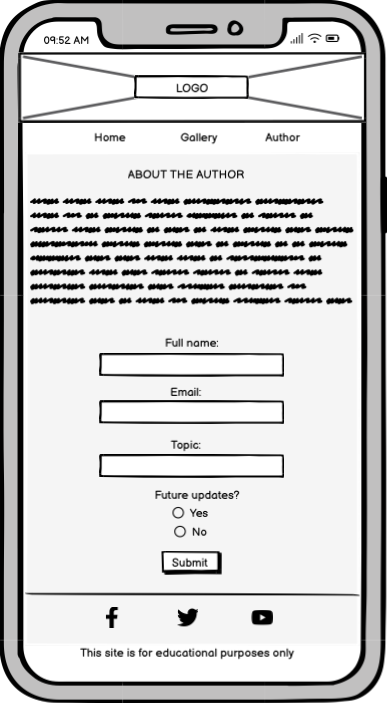 09:52 AM
LOGO
Home Gallery Author
ABOUT THE AUTHOR
Full name:
Email:
Topic:
Future updates?
Yes
No
Submit
This site is for educational purposes only